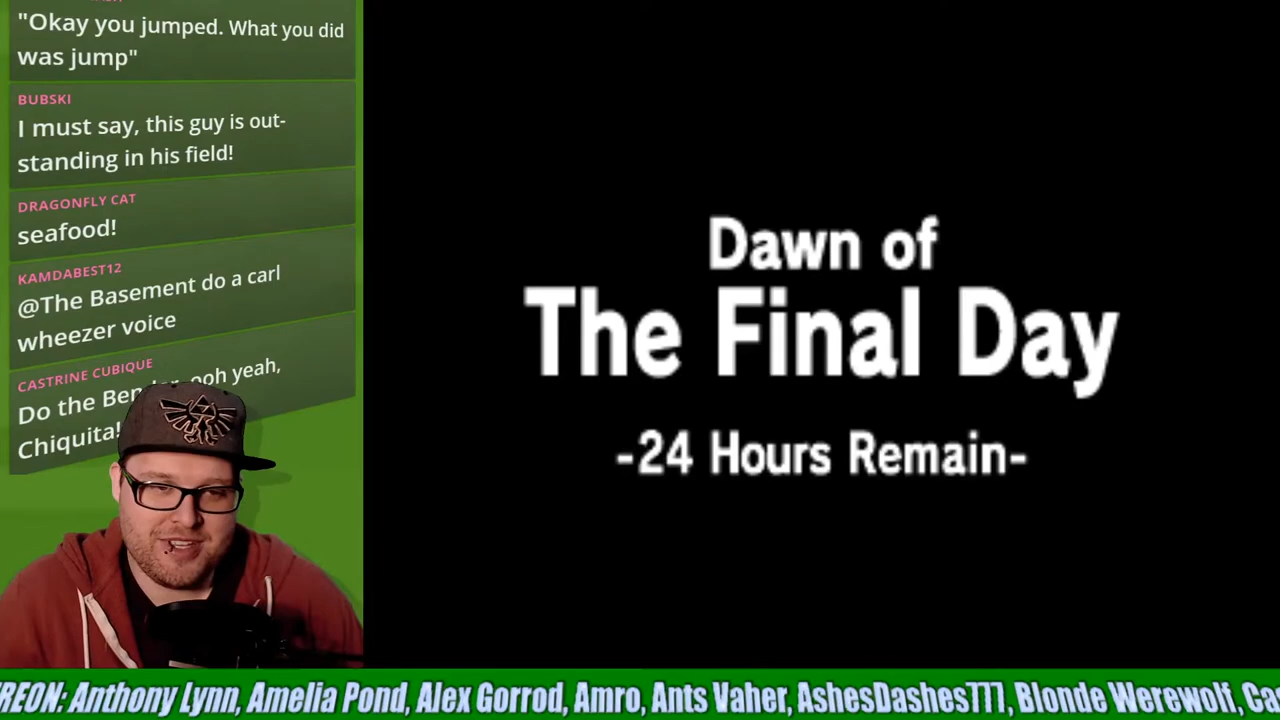 "Okay you jumped. What you did
was jump"
BUBSKI
I must say, this guy is out-
standing in his field!
DRAGONFLY CAT
seafood!
KAMDABEST12
@The Basement do a carl
wheezer voice
CASTRINE CUBIQUE
Do the Bender, ooh yeah,
Chiquita!
Dawn of
The Final Day
-24 Hours Remain-
REON: Anthony Lynn, Amelia Pond, Alex Gorrod, Amro, Ants Vaher, AshesDashes777, Blonde Werewolf, Ca